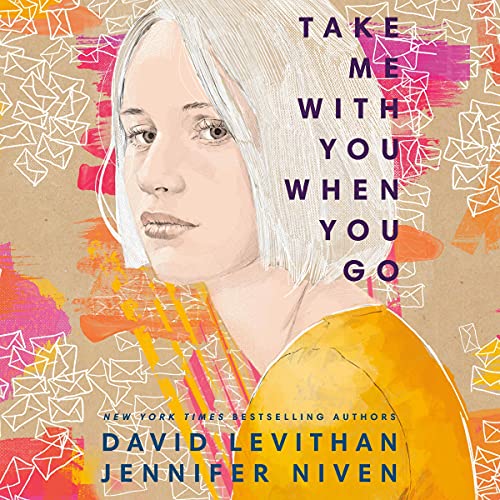 TAKE
ME
WITH
YOU
WHEN
YOU
GO
NEW YORK TIMES BESTSELLING AUTHORS
DAVID LEVITHAN
JENNIFER NIVEN